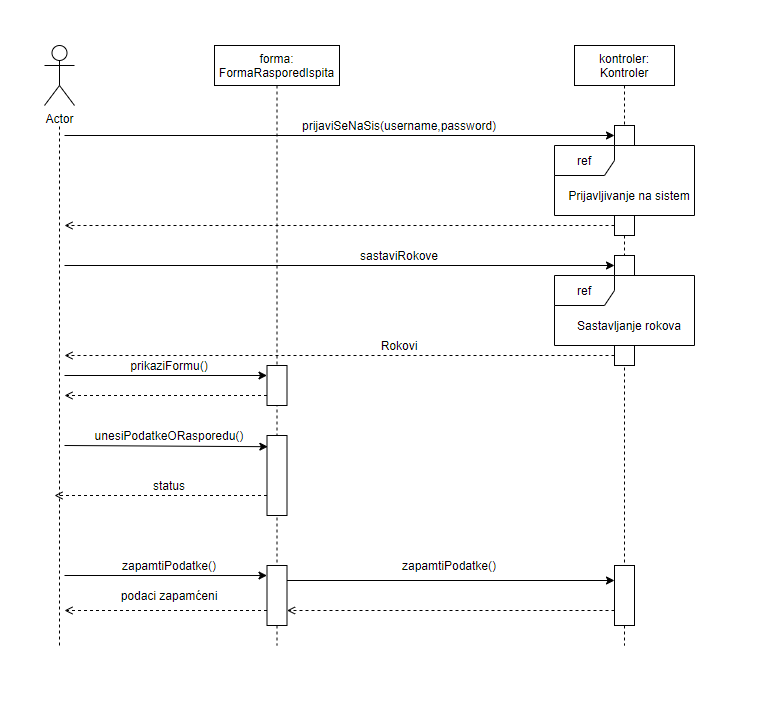 forma:
FormaRasporedIspita
kontroler:
Kontroler
Actor
prijaviSeNaSis(username,password)
ref
Prijavljivanje na sistem
sastaviRokove
ref
Sastavljanje rokova
Rokovi
prikaziFormu()
unesiPodatkeORasporedu()
status
zapamtiPodatke()
zapamtiPodatke()
podaci zapamćeni